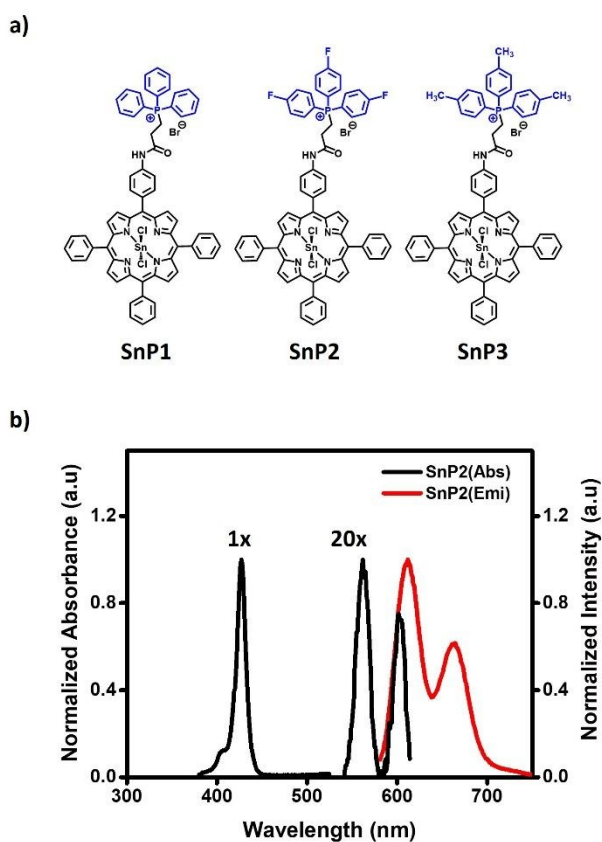 a)
F CH₃
F F CH₃ CH₃
P P P
⊕ Br⊖ ⊕ Br⊖ ⊕ Br⊖
HN O HN O HN O
Cl Cl Cl
N N N N N N
Sn Sn Sn
N N N N N N
Cl Cl Cl
SnP1 SnP2 SnP3
b)
SnP2(Abs)
SnP2(Emi)
1x 20x
Normalized Absorbance (a.u)
1.2
0.8
0.4
0.0
Normalized Intensity (a.u)
1.2
0.8
0.4
0.0
300 400 500 600 700
Wavelength (nm)